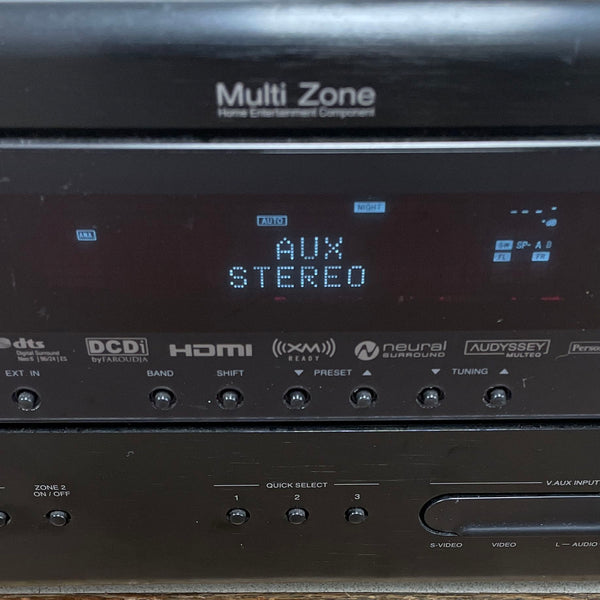 Multi Zone
Home Entertainment Component
NIGHT
AUTO
ANA.
AUX
SW SP- A B
FL FR
STEREO
dts
Digital Surround
Neo:6 | 96/24 | ES
DCDi
by FAROUDJA
HDMI
((XM))
READY
neural
SURROUND
AUDYSSEY
MULTEQ
EXT. IN
BAND
SHIFT
▼ PRESET ▲
▼ TUNING ▲
ZONE 2
ON / OFF
QUICK SELECT
1 2 3
V.AUX INPUT
S-VIDEO
VIDEO
L — AUDIO